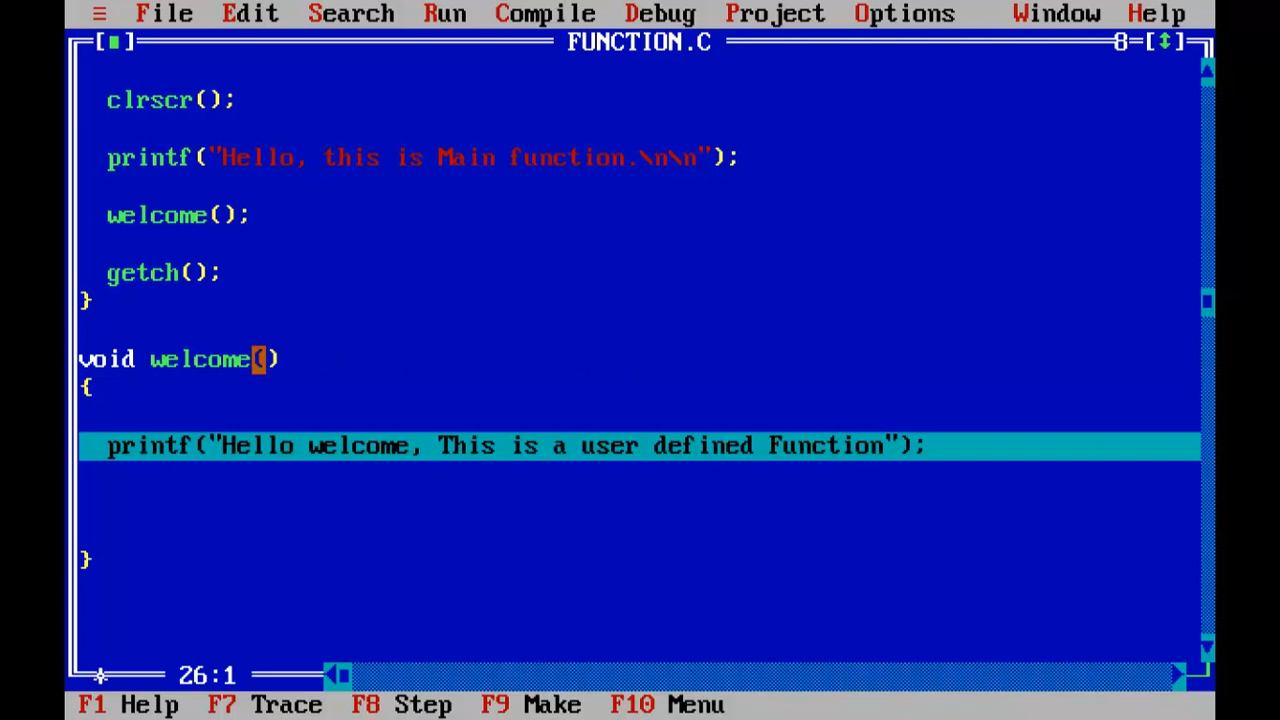 ≡ File Edit Search Run Compile Debug Project Options Window Help
[■] FUNCTION.C 8=[↕]
clrscr();
printf("Hello, this is Main function.\n\n");
welcome();
getch();
}
void welcome()
{
printf("Hello welcome, This is a user defined Function");
}
* 26:1
F1 Help F7 Trace F8 Step F9 Make F10 Menu